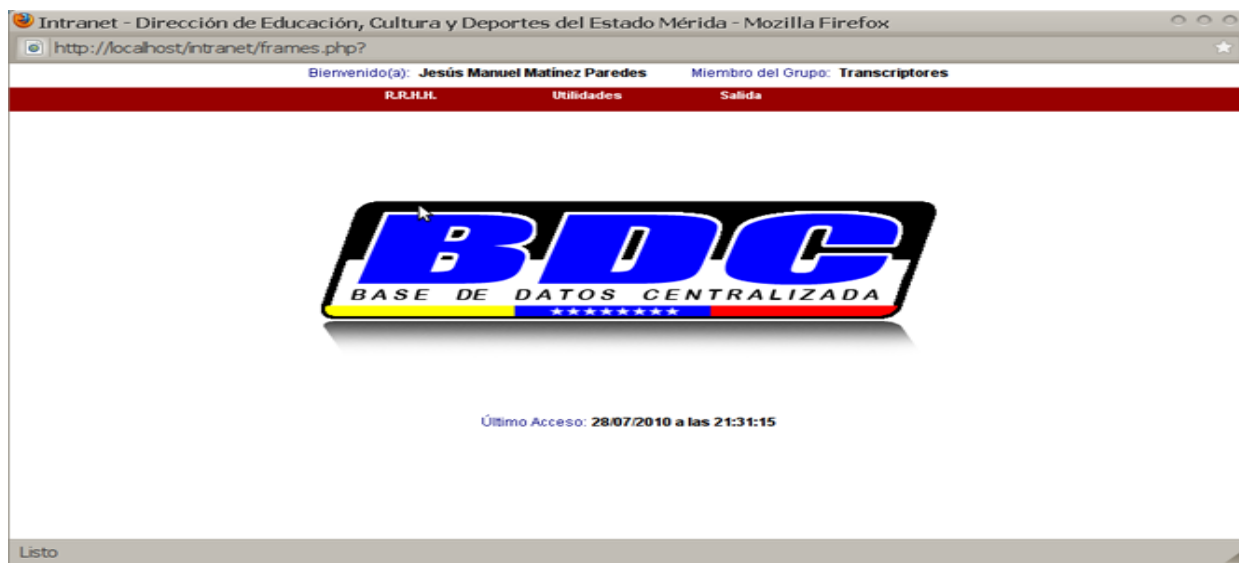 Intranet - Dirección de Educación, Cultura y Deportes del Estado Mérida - Mozilla Firefox
http://localhost/intranet/frames.php?
Bienvenido(a): Jesús Manuel Matínez Paredes Miembro del Grupo: Transcriptores
R.R.H.H. Utilidades Salida
BDC
BASE DE DATOS CENTRALIZADA
Último Acceso: 28/07/2010 a las 21:31:15
Listo